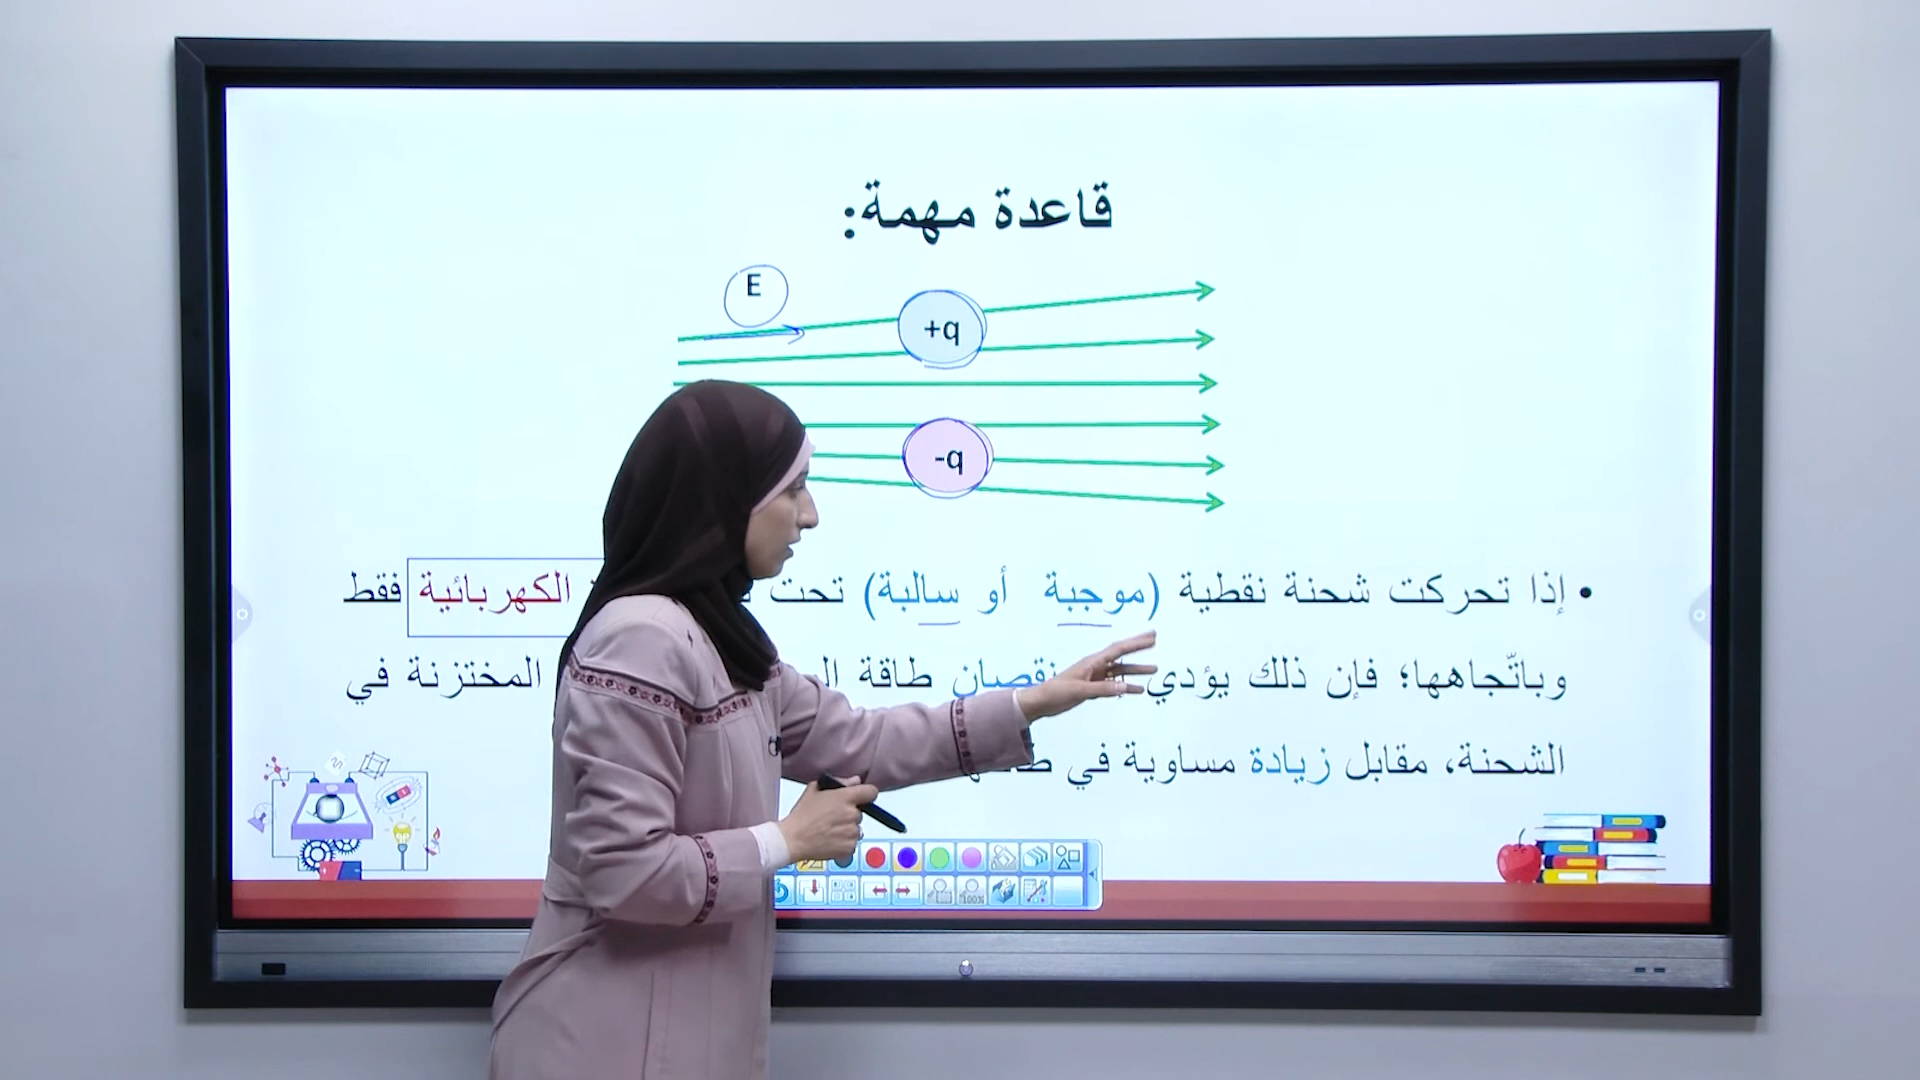 قاعدة مهمة:
E
+q
-q
• إذا تحركت شحنة نقطية (موجبة أو سالبة) تحت الكهربائية فقط
وباتّجاهها؛ فإن ذلك يؤدي نقصان طاقة المختزنة في
الشحنة، مقابل زيادة مساوية في